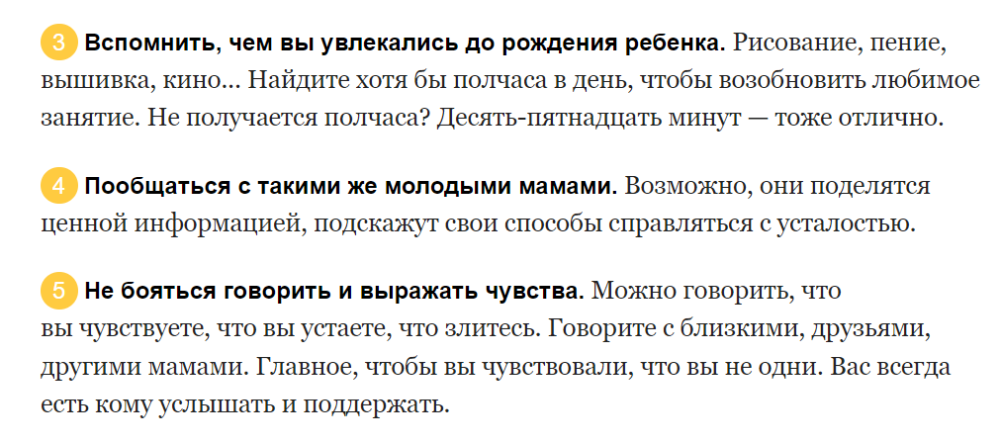 3 Вспомнить, чем вы увлекались до рождения ребенка. Рисование, пение,
вышивка, кино... Найдите хотя бы полчаса в день, чтобы возобновить любимое
занятие. Не получается полчаса? Десять-пятнадцать минут — тоже отлично.
4 Пообщаться с такими же молодыми мамами. Возможно, они поделятся
ценной информацией, подскажут свои способы справляться с усталостью.
5 Не бояться говорить и выражать чувства. Можно говорить, что
вы чувствуете, что вы устаете, что злитесь. Говорите с близкими, друзьями,
другими мамами. Главное, чтобы вы чувствовали, что вы не одни. Вас всегда
есть кому услышать и поддержать.